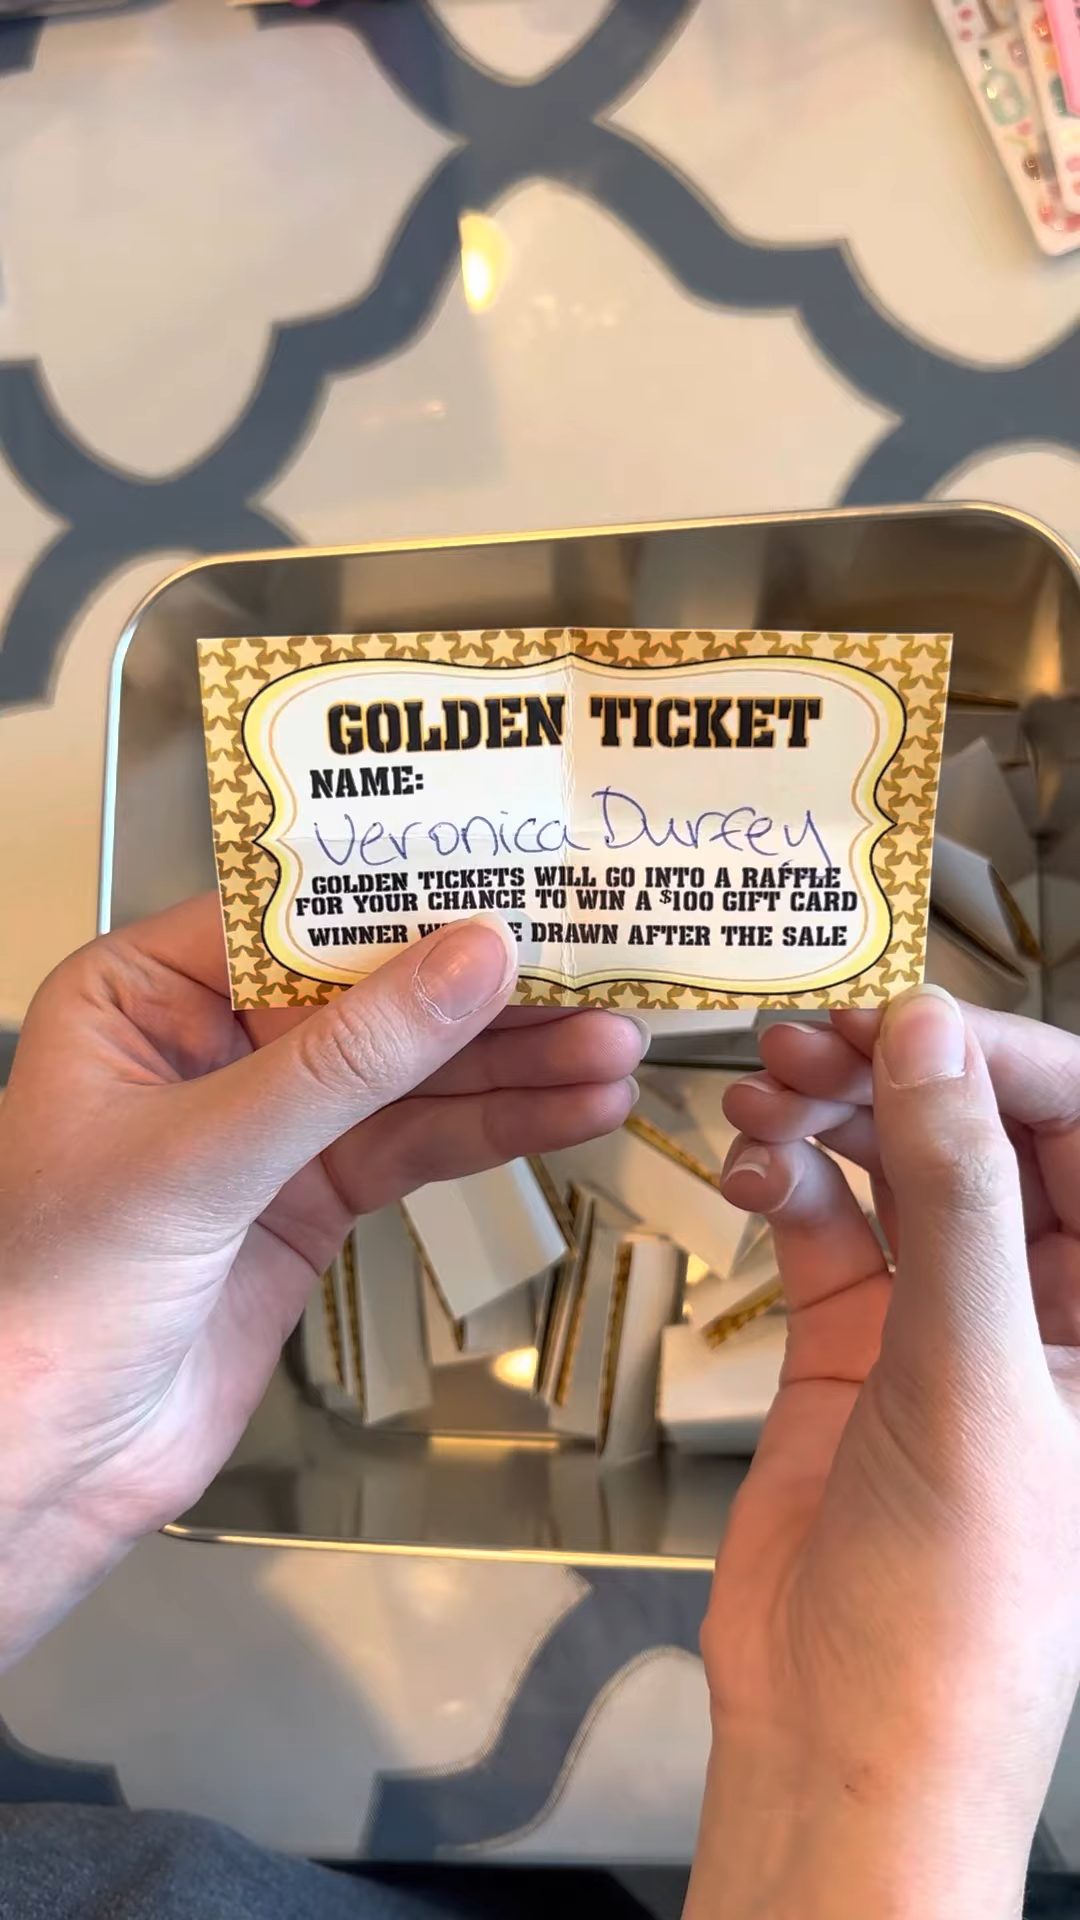 GOLDEN TICKET
NAME:
Veronica Durfey
GOLDEN TICKETS WILL GO INTO A RAFFLE
FOR YOUR CHANCE TO WIN A $100 GIFT CARD
WINNER DRAWN AFTER THE SALE